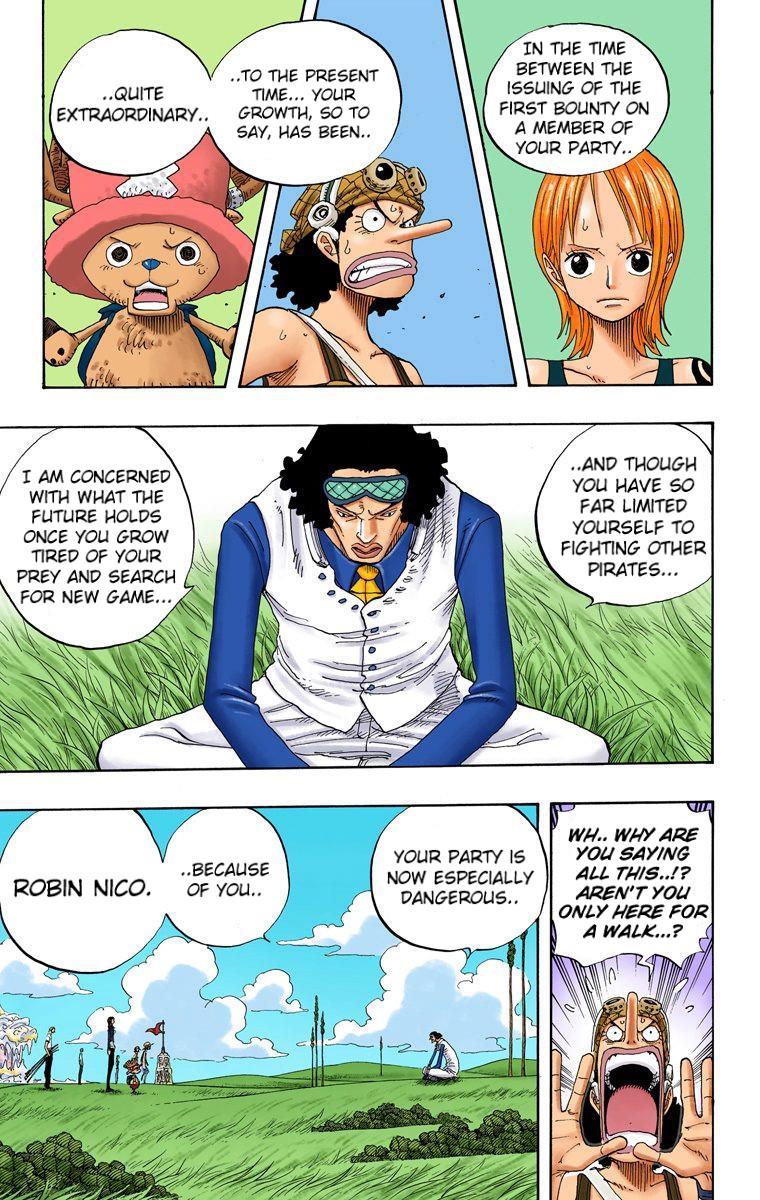 IN THE TIME
BETWEEN THE
ISSUING OF THE
FIRST BOUNTY ON
A MEMBER OF
YOUR PARTY..
..TO THE PRESENT
TIME... YOUR
GROWTH, SO TO
SAY, HAS BEEN..
..QUITE
EXTRAORDINARY..
..AND THOUGH
YOU HAVE SO
FAR LIMITED
YOURSELF TO
FIGHTING OTHER
PIRATES...
I AM CONCERNED
WITH WHAT THE
FUTURE HOLDS
ONCE YOU GROW
TIRED OF YOUR
PREY AND SEARCH
FOR NEW GAME...
WH.. WHY ARE
YOU SAYING
ALL THIS..!?
AREN'T YOU
ONLY HERE FOR
A WALK...?
YOUR PARTY IS
NOW ESPECIALLY
DANGEROUS..
..BECAUSE
OF YOU..
ROBIN NICO.